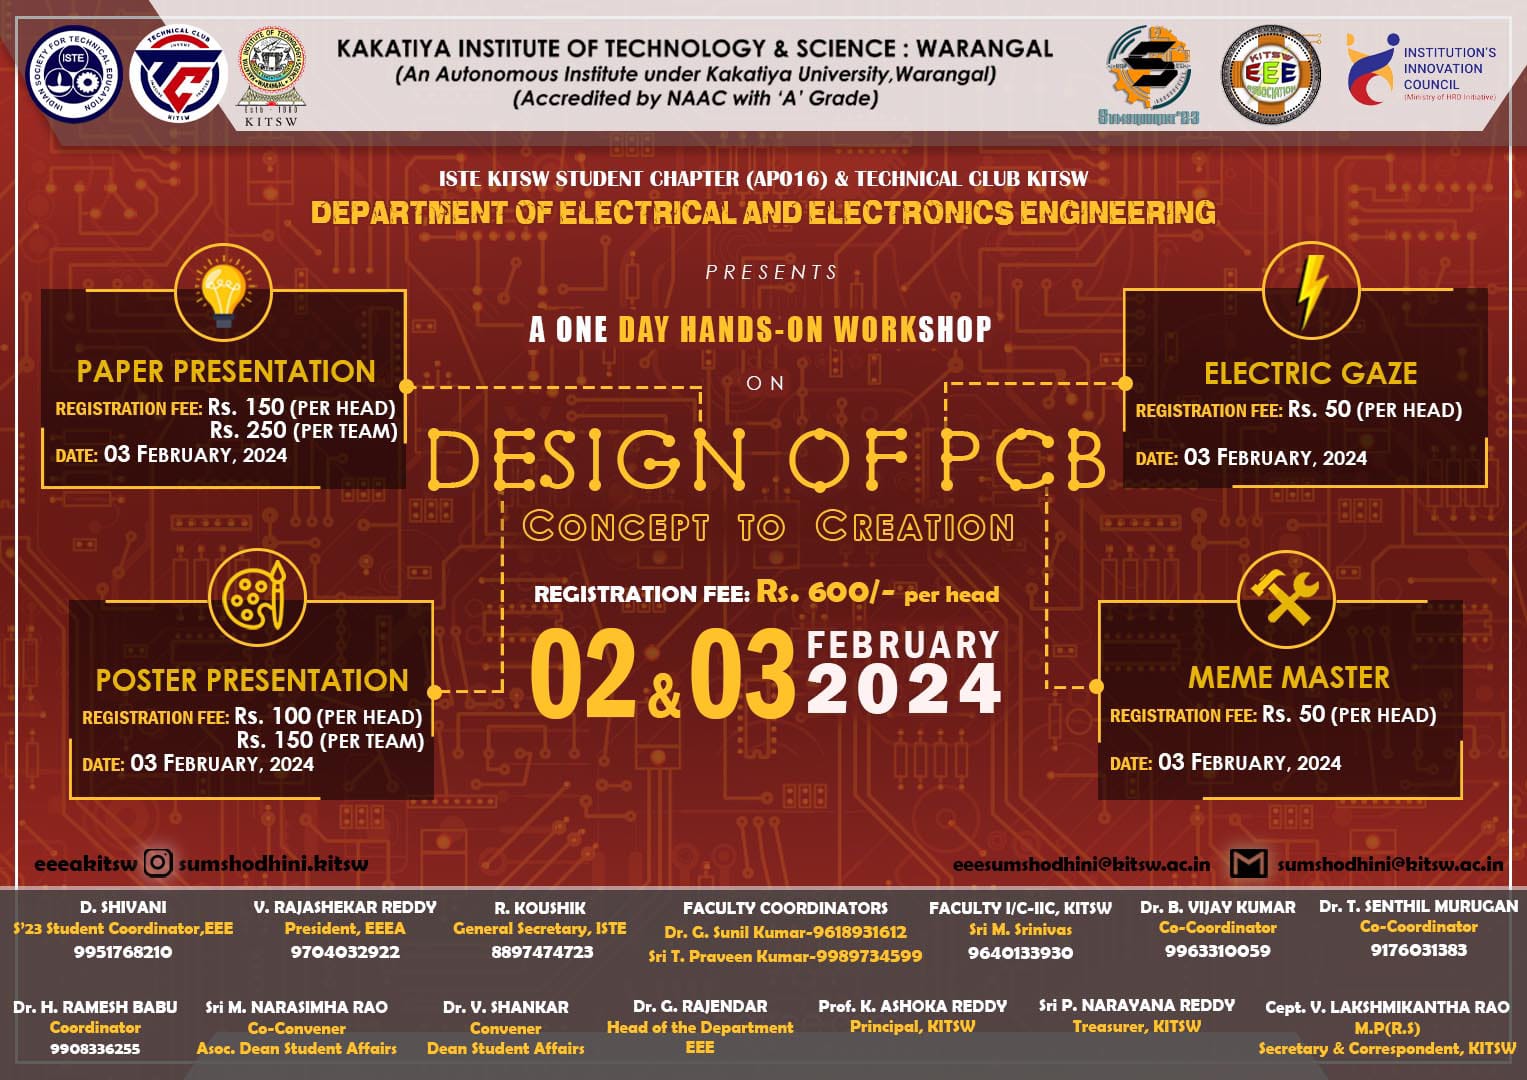 INDIAN SOCIETY FOR TECHNICAL EDUCATION
ISTE
TECHNICAL CLUB
INVENT
KITSW
Estb - 1980
KITSW
KAKATIYA INSTITUTE OF TECHNOLOGY & SCIENCE : WARANGAL
(An Autonomous Institute under Kakatiya University,Warangal)
(Accredited by NAAC with ‘A’ Grade)
Sumshodhini'23
KITSW
EEE
ASSOCIATION
INSTITUTION'S
INNOVATION
COUNCIL
(Ministry of HRD Initiative)
ISTE KITSW STUDENT CHAPTER (AP016) & TECHNICAL CLUB KITSW
DEPARTMENT OF ELECTRICAL AND ELECTRONICS ENGINEERING
PRESENTS
A ONE DAY HANDS-ON WORKSHOP
ON
DESIGN OF PCB
CONCEPT TO CREATION
REGISTRATION FEE: Rs. 600/- per head
02 & 03 FEBRUARY
2024
PAPER PRESENTATION
REGISTRATION FEE: Rs. 150 (PER HEAD)
Rs. 250 (PER TEAM)
DATE: 03 FEBRUARY, 2024
ELECTRIC GAZE
REGISTRATION FEE: Rs. 50 (PER HEAD)
DATE: 03 FEBRUARY, 2024
POSTER PRESENTATION
REGISTRATION FEE: Rs. 100 (PER HEAD)
Rs. 150 (PER TEAM)
DATE: 03 FEBRUARY, 2024
MEME MASTER
REGISTRATION FEE: Rs. 50 (PER HEAD)
DATE: 03 FEBRUARY, 2024
eeeakitsw sumshodhini.kitsw
eeesumshodhini@kitsw.ac.in sumshodhini@kitsw.ac.in
D. SHIVANI
S'23 Student Coordinator,EEE
9951768210
V. RAJASHEKAR REDDY
President, EEEA
9704032922
R. KOUSHIK
General Secretary, ISTE
8897474723
FACULTY COORDINATORS
Dr. G. Sunil Kumar-9618931612
Sri T. Praveen Kumar-9989734599
FACULTY I/C-IIC, KITSW
Sri M. Srinivas
9640133930
Dr. B. VIJAY KUMAR
Co-Coordinator
9963310059
Dr. T. SENTHIL MURUGAN
Co-Coordinator
9176031383
Dr. H. RAMESH BABU
Coordinator
9908336255
Sri M. NARASIMHA RAO
Co-Convener
Asoc. Dean Student Affairs
Dr. V. SHANKAR
Convener
Dean Student Affairs
Dr. G. RAJENDAR
Head of the Department
EEE
Prof. K. ASHOKA REDDY
Principal, KITSW
Sri P. NARAYANA REDDY
Treasurer, KITSW
Cept. V. LAKSHMIKANTHA RAO
M.P(R.S)
Secretary & Correspondent, KITSW